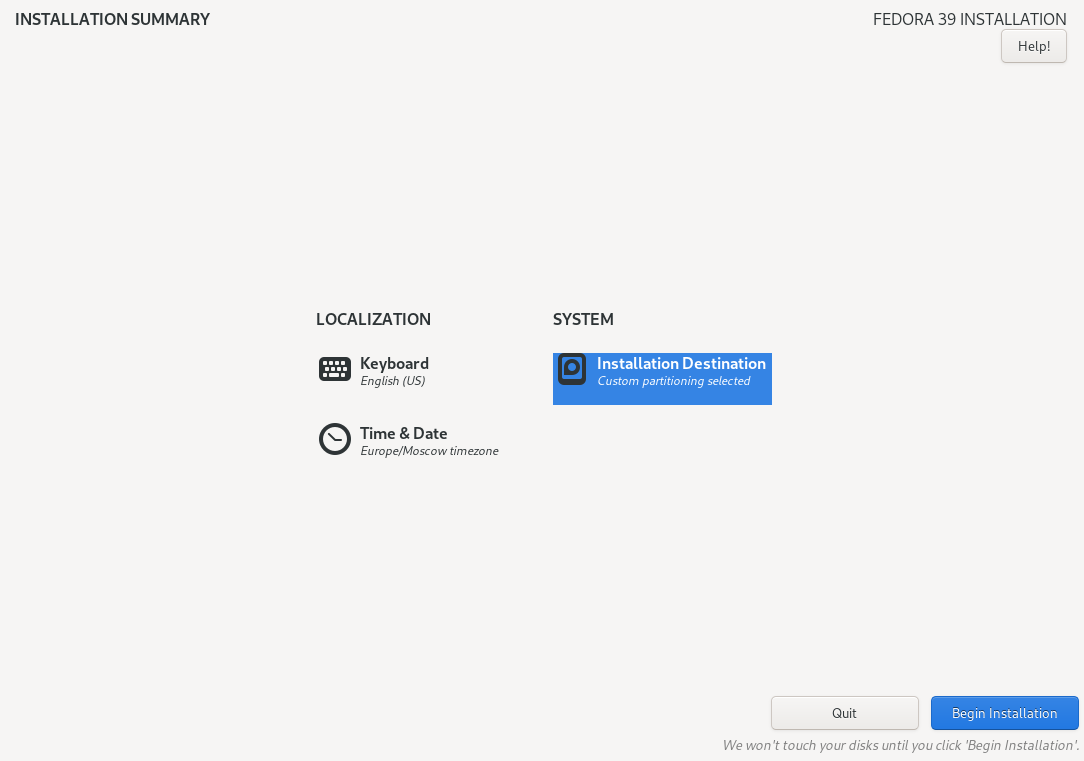 INSTALLATION SUMMARY
FEDORA 39 INSTALLATION
Help!
LOCALIZATION
Keyboard
English (US)
Time & Date
Europe/Moscow timezone
SYSTEM
Installation Destination
Custom partitioning selected
Quit
Begin Installation
We won't touch your disks until you click 'Begin Installation'.